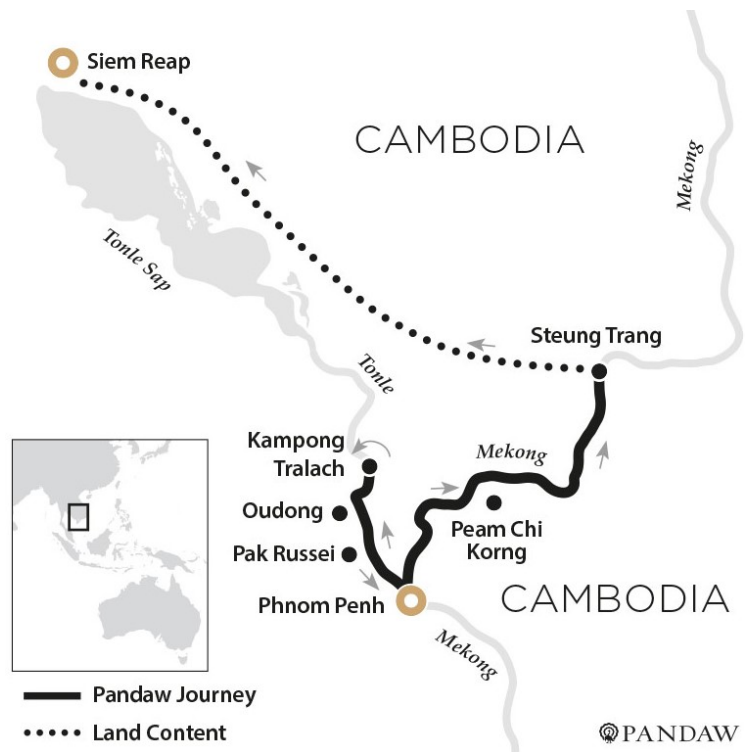 Siem Reap
CAMBODIA
Mekong
Tonle Sap
Steung Trang
Tonle
Kampong
Tralach
Mekong
Oudong
Peam Chi
Korng
Pak Russei
Phnom Penh
CAMBODIA
Mekong
Pandaw Journey
Land Content
PANDAW